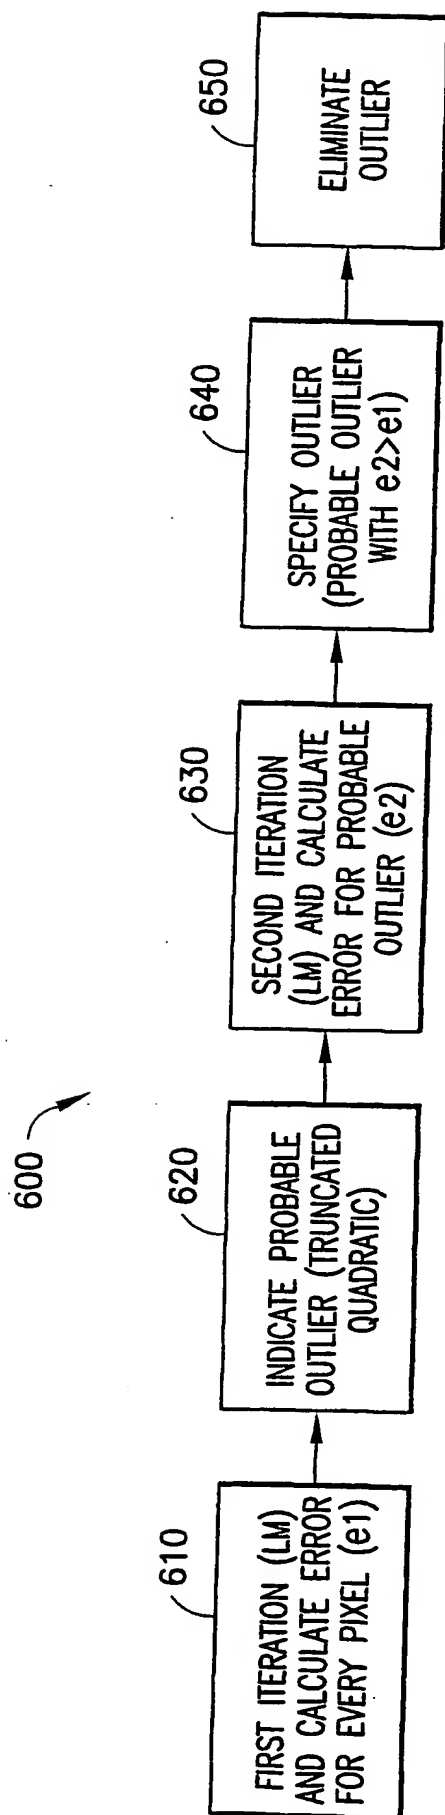 600
610
FIRST ITERATION (LM)
AND CALCULATE ERROR
FOR EVERY PIXEL (e1)
620
INDICATE PROBABLE
OUTLIER (TRUNCATED
QUADRATIC)
630
SECOND ITERATION
(LM) AND CALCULATE
ERROR FOR PROBABLE
OUTLIER (e2)
640
SPECIFY OUTLIER
(PROBABLE OUTLIER
WITH e2>e1)
650
ELIMINATE
OUTLIER